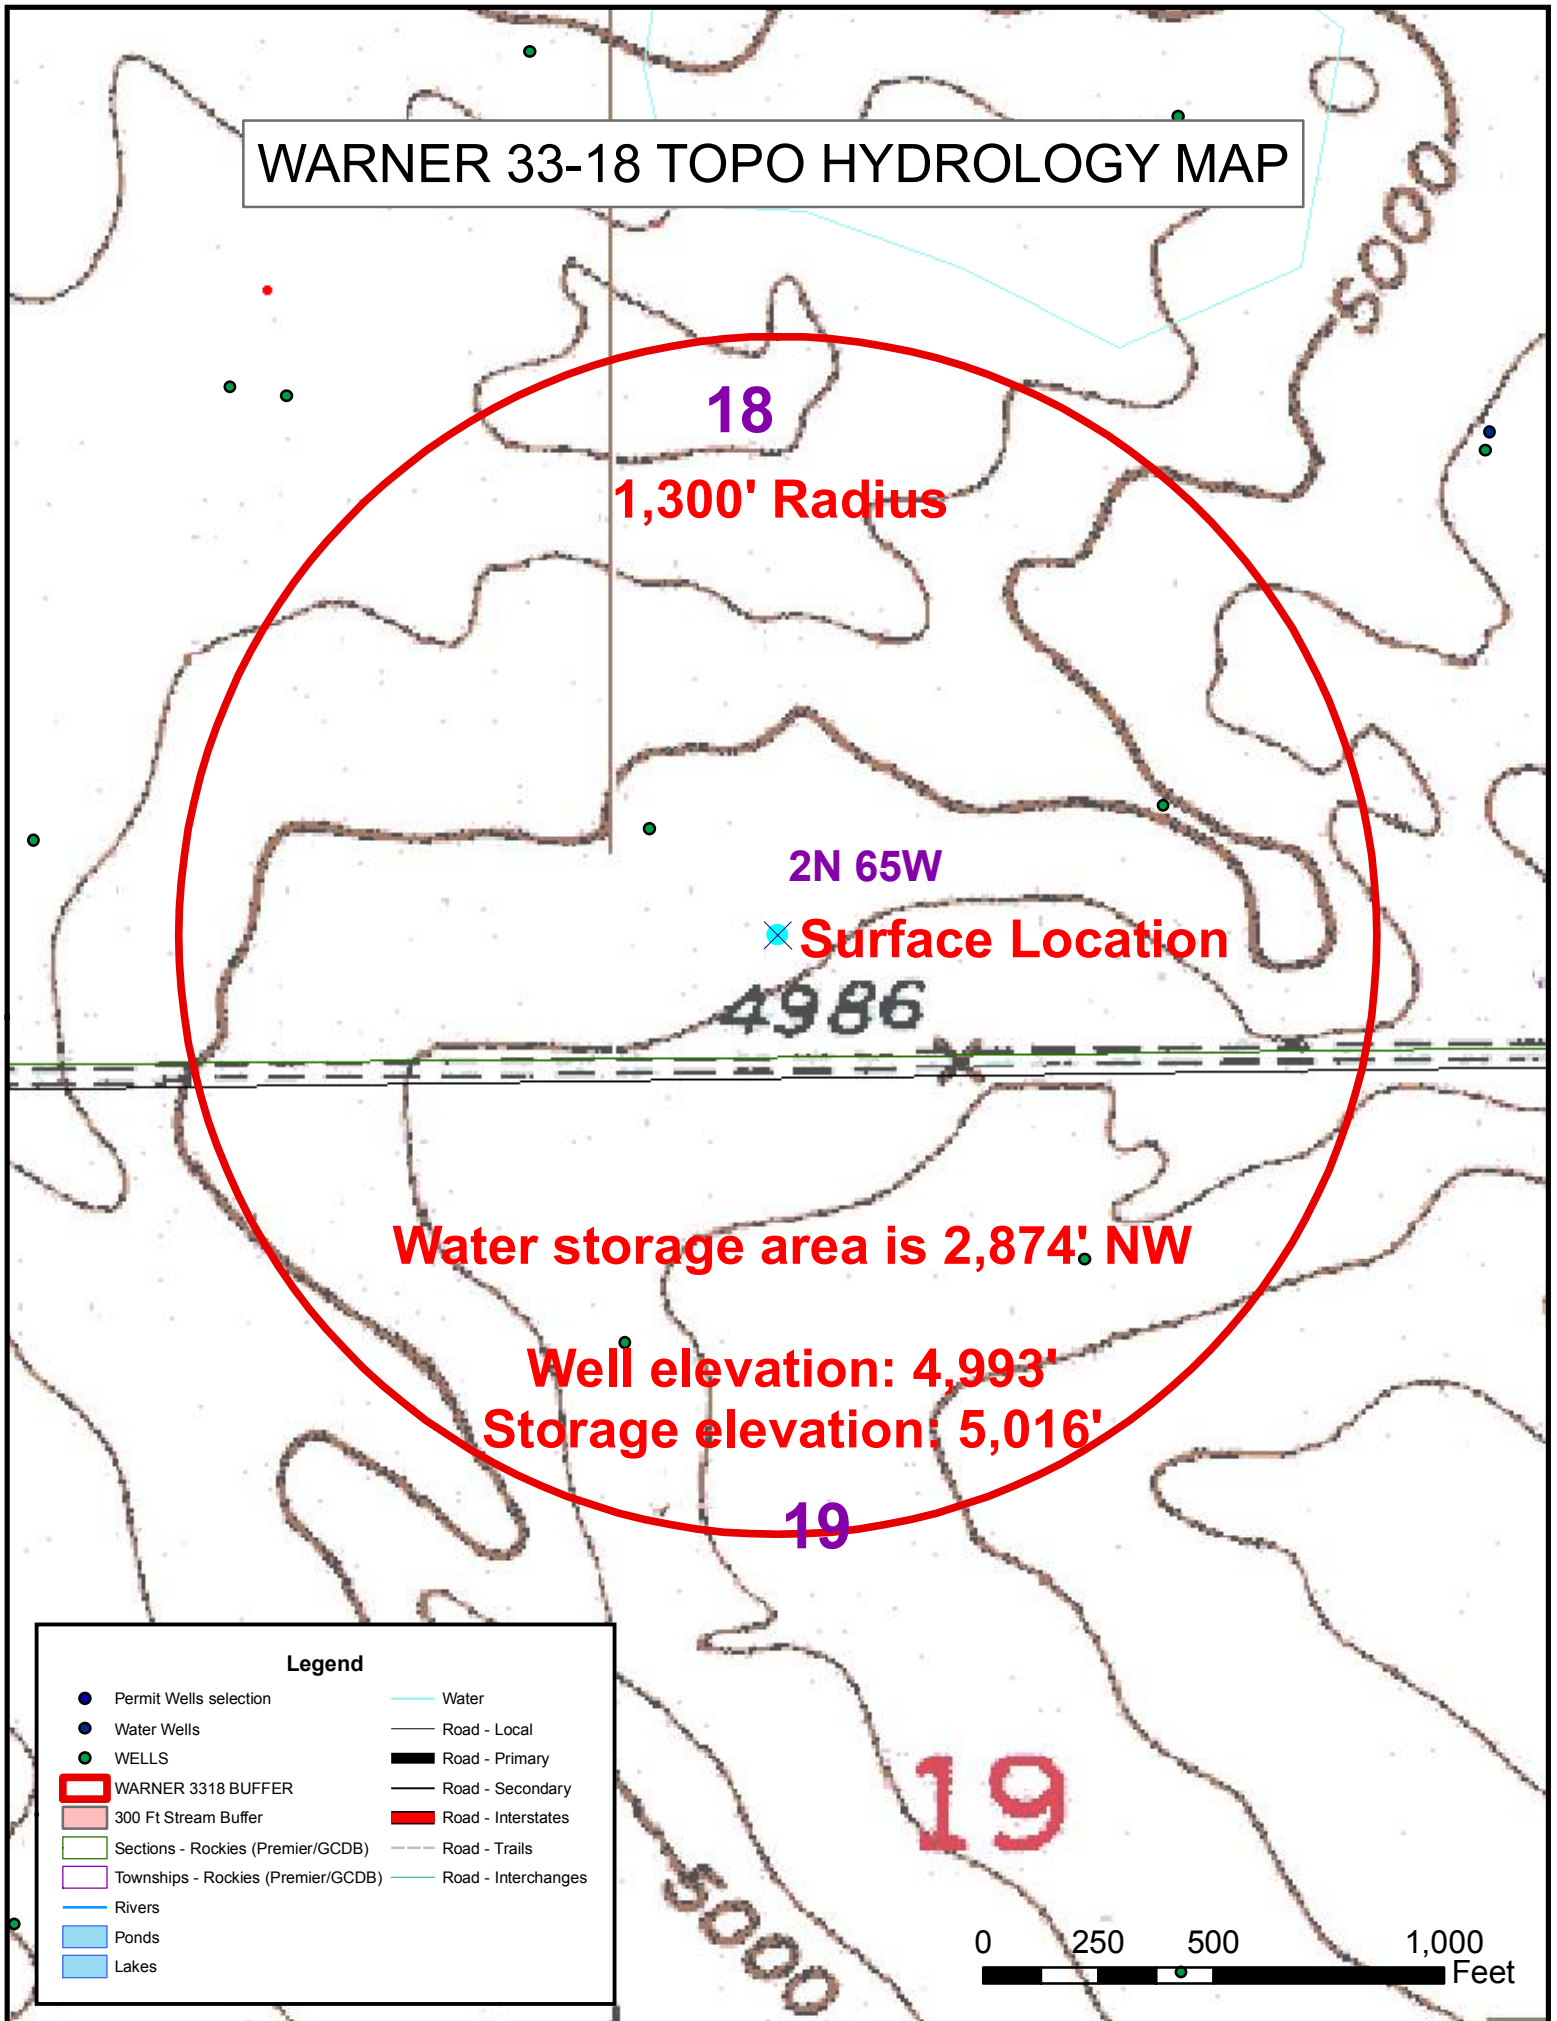 WARNER 33-18 TOPO HYDROLOGY MAP
5000
18
1,300' Radius
2N 65W
Surface Location
4986
Water storage area is 2,874' NW
Well elevation: 4,993'
Storage elevation: 5,016'
19
19
5000
Legend
Permit Wells selection
Water Wells
WELLS
WARNER 3318 BUFFER
300 Ft Stream Buffer
Sections - Rockies (Premier/GCDB)
Townships - Rockies (Premier/GCDB)
Rivers
Ponds
Lakes
Water
Road - Local
Road - Primary
Road - Secondary
Road - Interstates
Road - Trails
Road - Interchanges
0 250 500 1,000
Feet